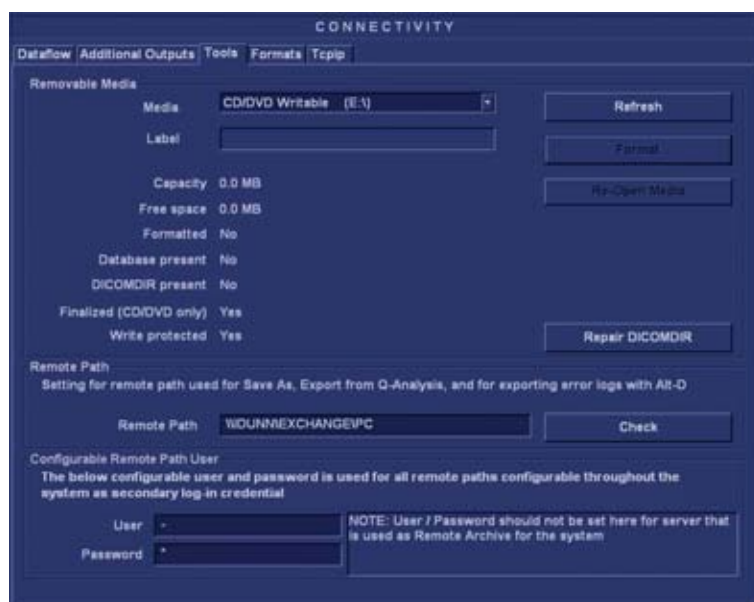 CONNECTIVITY
Dataflow Additional Outputs Tools Formats Tcpip
Removable Media
Media CD/DVD Writable (E:\) Refresh
Label Format
Re-Open Media
Capacity 0.0 MB
Free space 0.0 MB
Formatted No
Database present No
DICOMDIR present No
Finalized (CD/DVD only) Yes
Write protected Yes Repair DICOMDIR
Remote Path
Setting for remote path used for Save As, Export from Q-Analysis, and for exporting error logs with Alt-D
Remote Path Check
Configurable Remote Path User
The below configurable user and password is used for all remote paths configurable throughout the
system as secondary log-in credential
User
NOTE: User / Password should not be set here for server that
is used as Remote Archive for the system
Password *